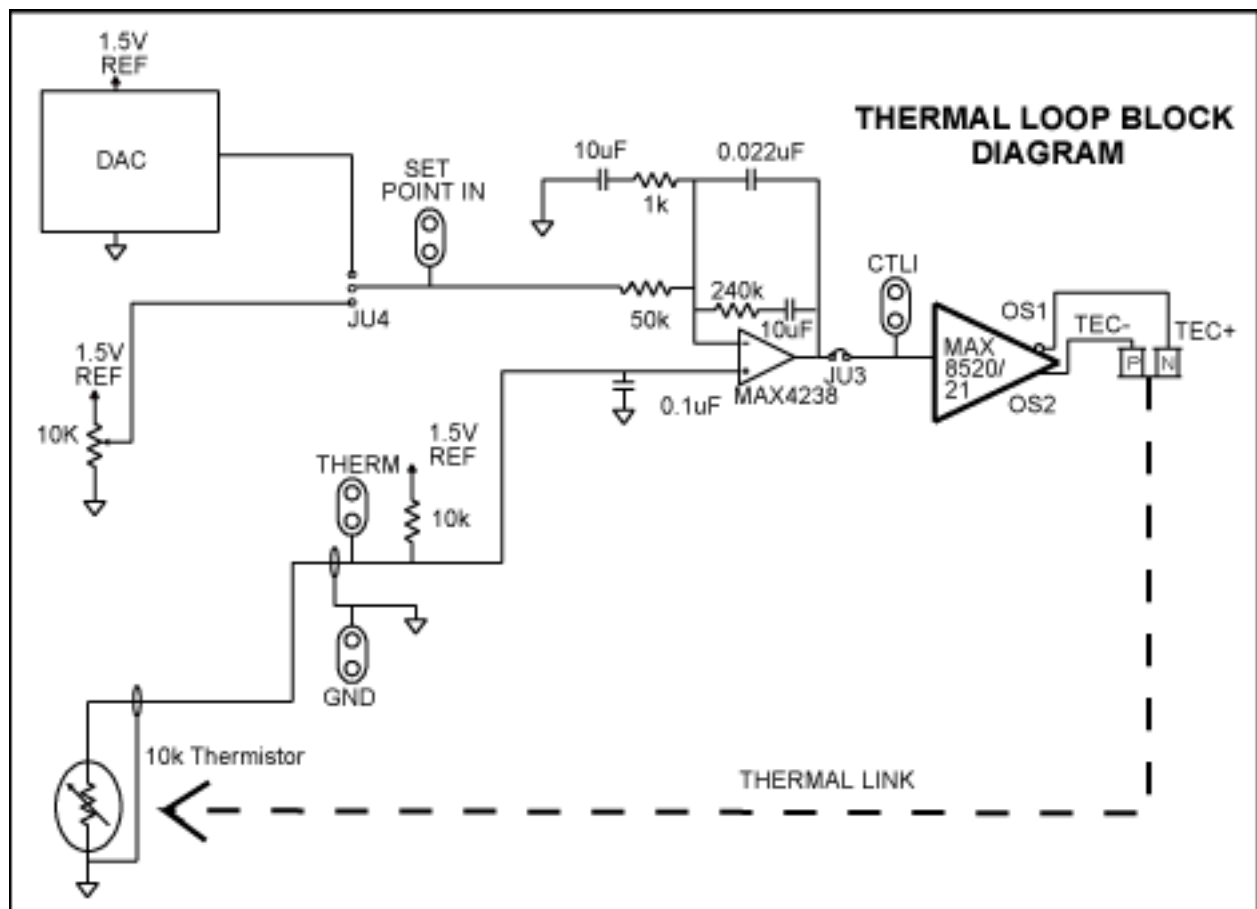 1.5V
REF
DAC
THERMAL LOOP BLOCK
DIAGRAM
10uF
0.022uF
1k
SET
POINT IN
JU4
50k
240k
10uF
-
+
MAX4238
JU3
CTLI
MAX
8520/
21
OS1
OS2
TEC-
TEC+
P
N
0.1uF
1.5V
REF
10K
THERM
1.5V
REF
10k
GND
10k Thermistor
THERMAL LINK